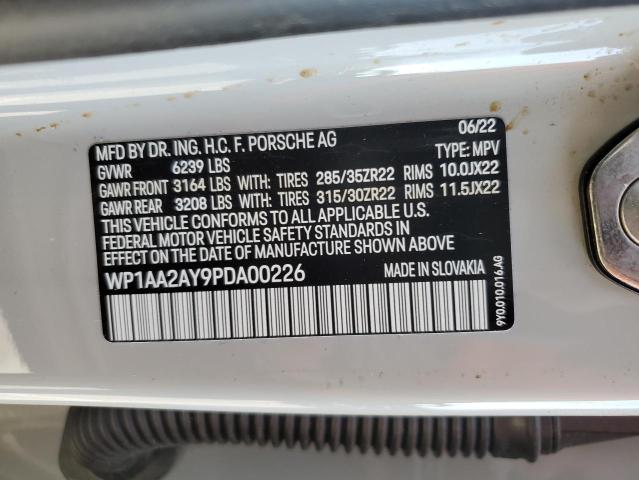 MFD BY DR. ING. H.C. F. PORSCHE AG 06/22
GVWR 6239 LBS TYPE: MPV
GAWR FRONT 3164 LBS WITH: TIRES 285/35ZR22 RIMS 10.0JX22
GAWR REAR 3208 LBS WITH: TIRES 315/30ZR22 RIMS 11.5JX22
THIS VEHICLE CONFORMS TO ALL APPLICABLE U.S.
FEDERAL MOTOR VEHICLE SAFETY STANDARDS IN
EFFECT ON THE DATE OF MANUFACTURE SHOWN ABOVE
WP1AA2AY9PDA00226 MADE IN SLOVAKIA
9Y0.010.016.AG